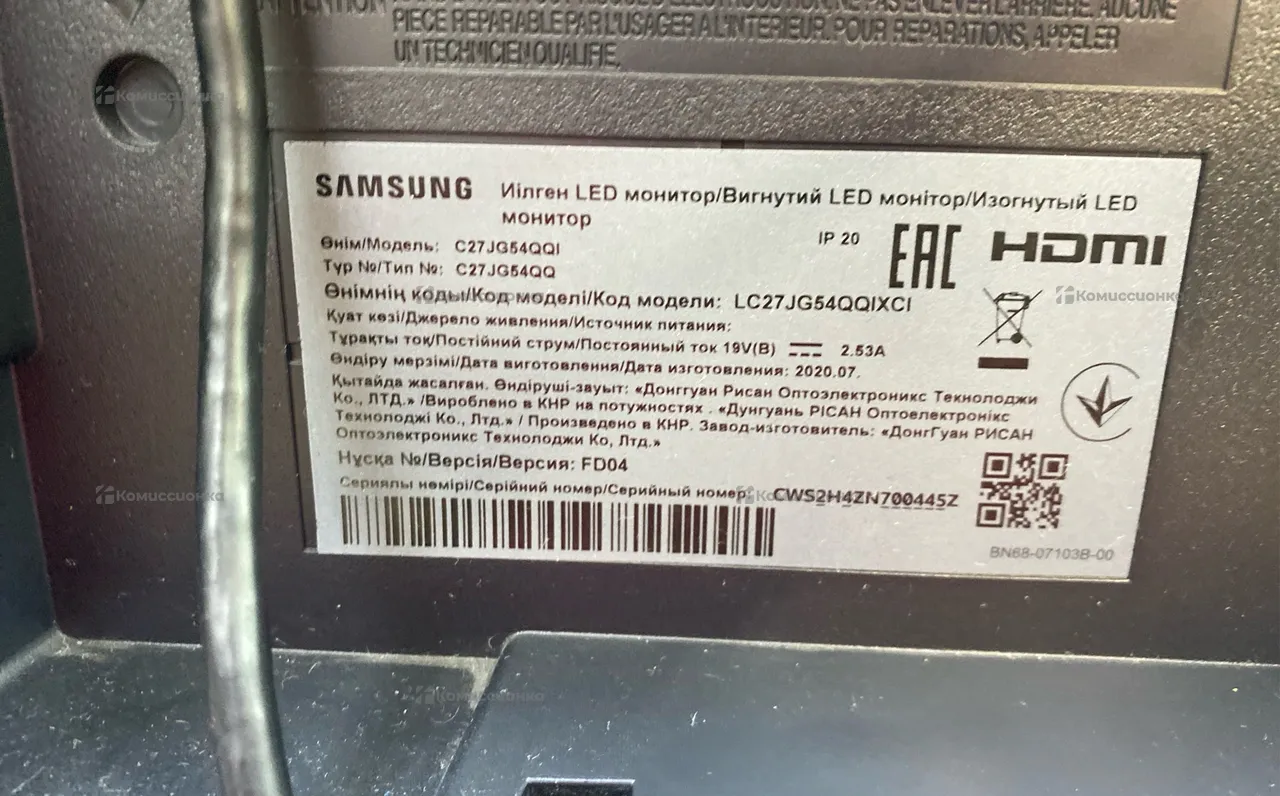 PIECE REPARABLE PAR L'USAGER A L'INTERIEUR. POUR REPARATIONS, APPELER
UN TECHNICIEN QUALIFIE.
SAMSUNG
Иілген LED монитор/Вигнутий LED монітор/Изогнутый LED
монитор
Өнім/Модель: C27JG54QQI
IP 20
EAC
HDMI
Түр №/Тип №: C27JG54QQ
Өнімнің коды/Код моделі/Код модели: LC27JG54QQIXCI
Қуат көзі/Джерело живлення/Источник питания:
Тұрақты ток/Постійний струм/Постоянный ток 19V(В) 2.53A
Өндіру мерзімі/Дата виготовлення/Дата изготовления: 2020.07.
Қытайда жасалған. Өндіруші-зауыт: «Донггуан Рисан Оптоэлектроникс Текнолоджи
Ко., ЛТД.» /Вироблено в КНР на потужностях . «Дунгуань РІСАН Оптоелектронікс
Технолоджі Ко., Лтд.» / Произведено в КНР. Завод-изготовитель: «ДонгГуан РИСАН
Оптоэлектроникс Технолоджи Ко, Лтд.»
Нұсқа №/Версія/Версия: FD04
Сериялы нөмірі/Серійний номер/Серийный номер: CWS2H4ZN700445Z
BN68-07103B-00
Комиссионка
Комиссионка
Комиссионка
Комиссионка